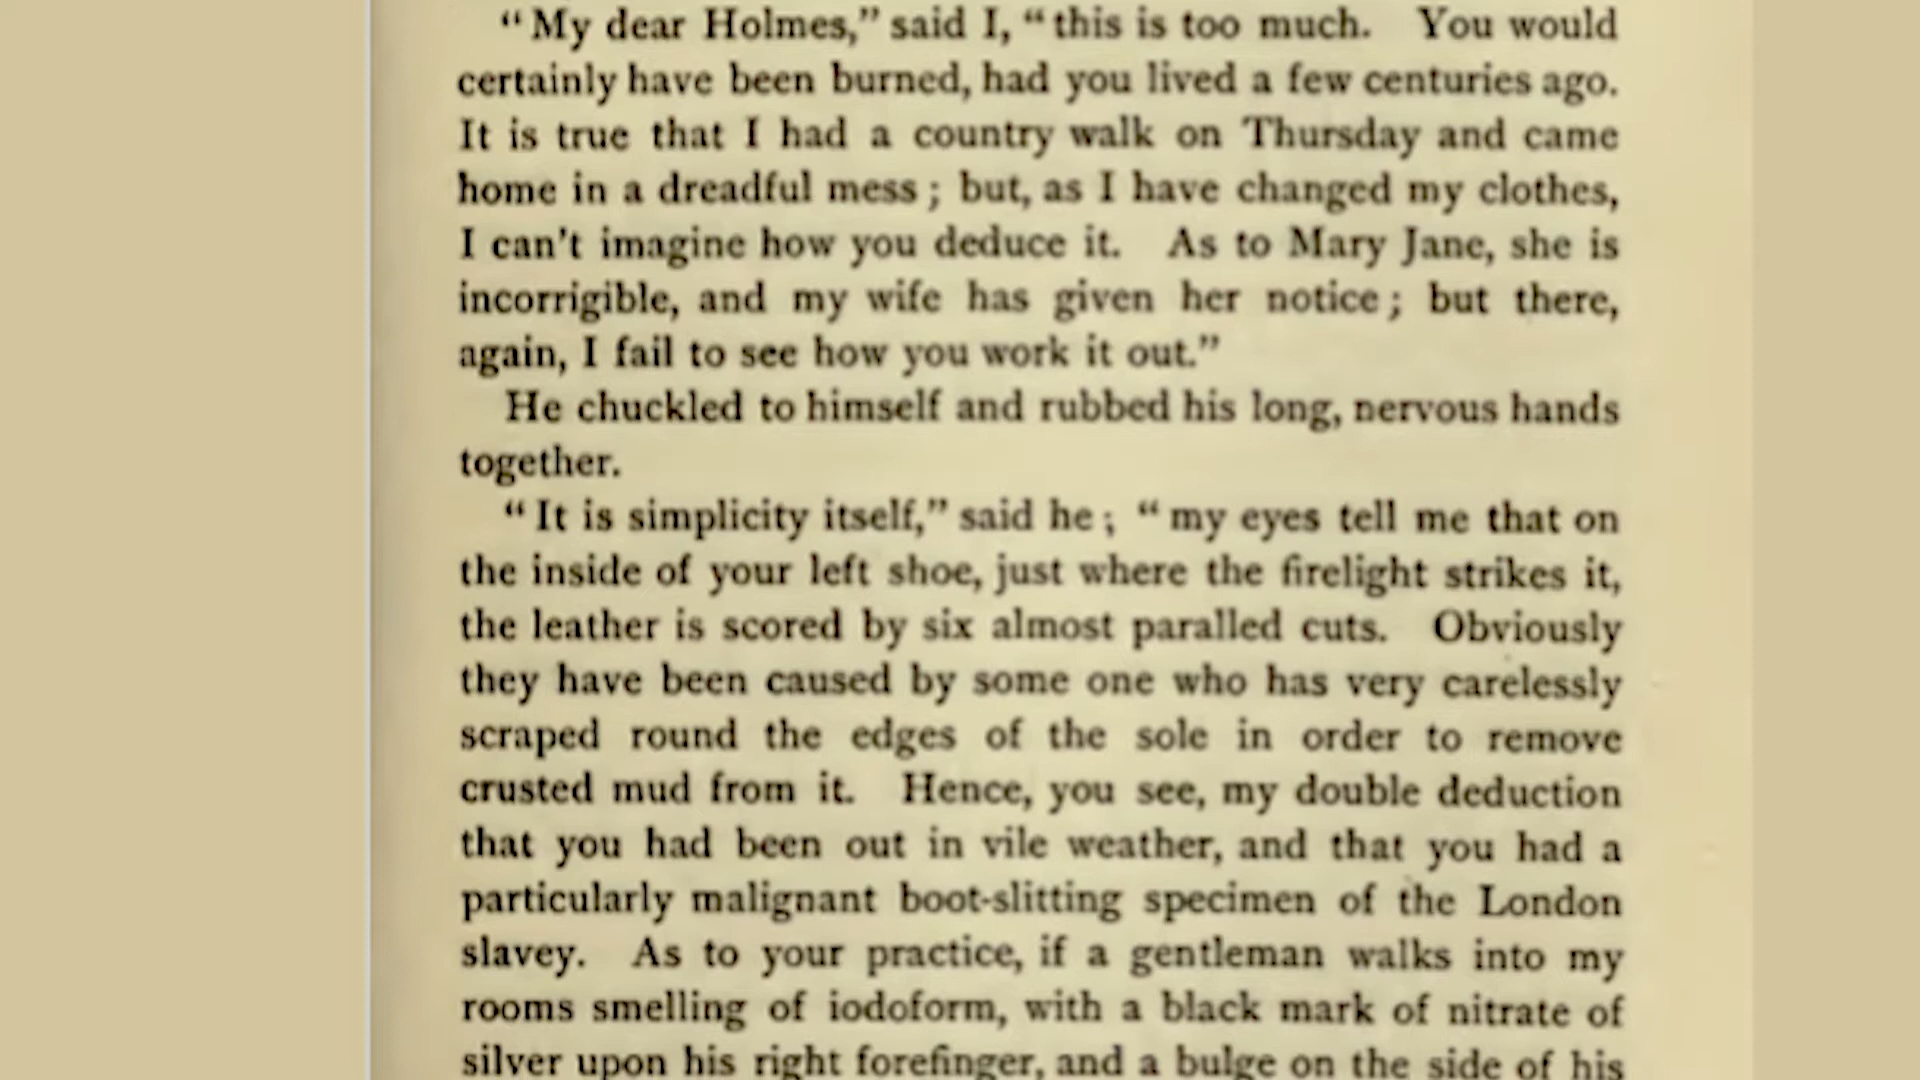 “My dear Holmes,” said I, “this is too much. You would
certainly have been burned, had you lived a few centuries ago.
It is true that I had a country walk on Thursday and came
home in a dreadful mess; but, as I have changed my clothes,
I can’t imagine how you deduce it. As to Mary Jane, she is
incorrigible, and my wife has given her notice; but there,
again, I fail to see how you work it out.”
He chuckled to himself and rubbed his long, nervous hands
together.
“It is simplicity itself,” said he; “my eyes tell me that on
the inside of your left shoe, just where the firelight strikes it,
the leather is scored by six almost paralled cuts. Obviously
they have been caused by some one who has very carelessly
scraped round the edges of the sole in order to remove
crusted mud from it. Hence, you see, my double deduction
that you had been out in vile weather, and that you had a
particularly malignant boot-slitting specimen of the London
slavey. As to your practice, if a gentleman walks into my
rooms smelling of iodoform, with a black mark of nitrate of
silver upon his right forefinger, and a bulge on the side of his